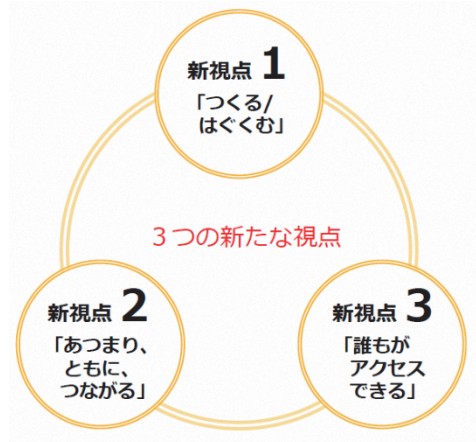 新視点 1
「つくる/
はぐくむ」
3つの新たな視点
新視点 2
「あつまり、
ともに、
つながる」
新視点 3
「誰もが
アクセス
できる」